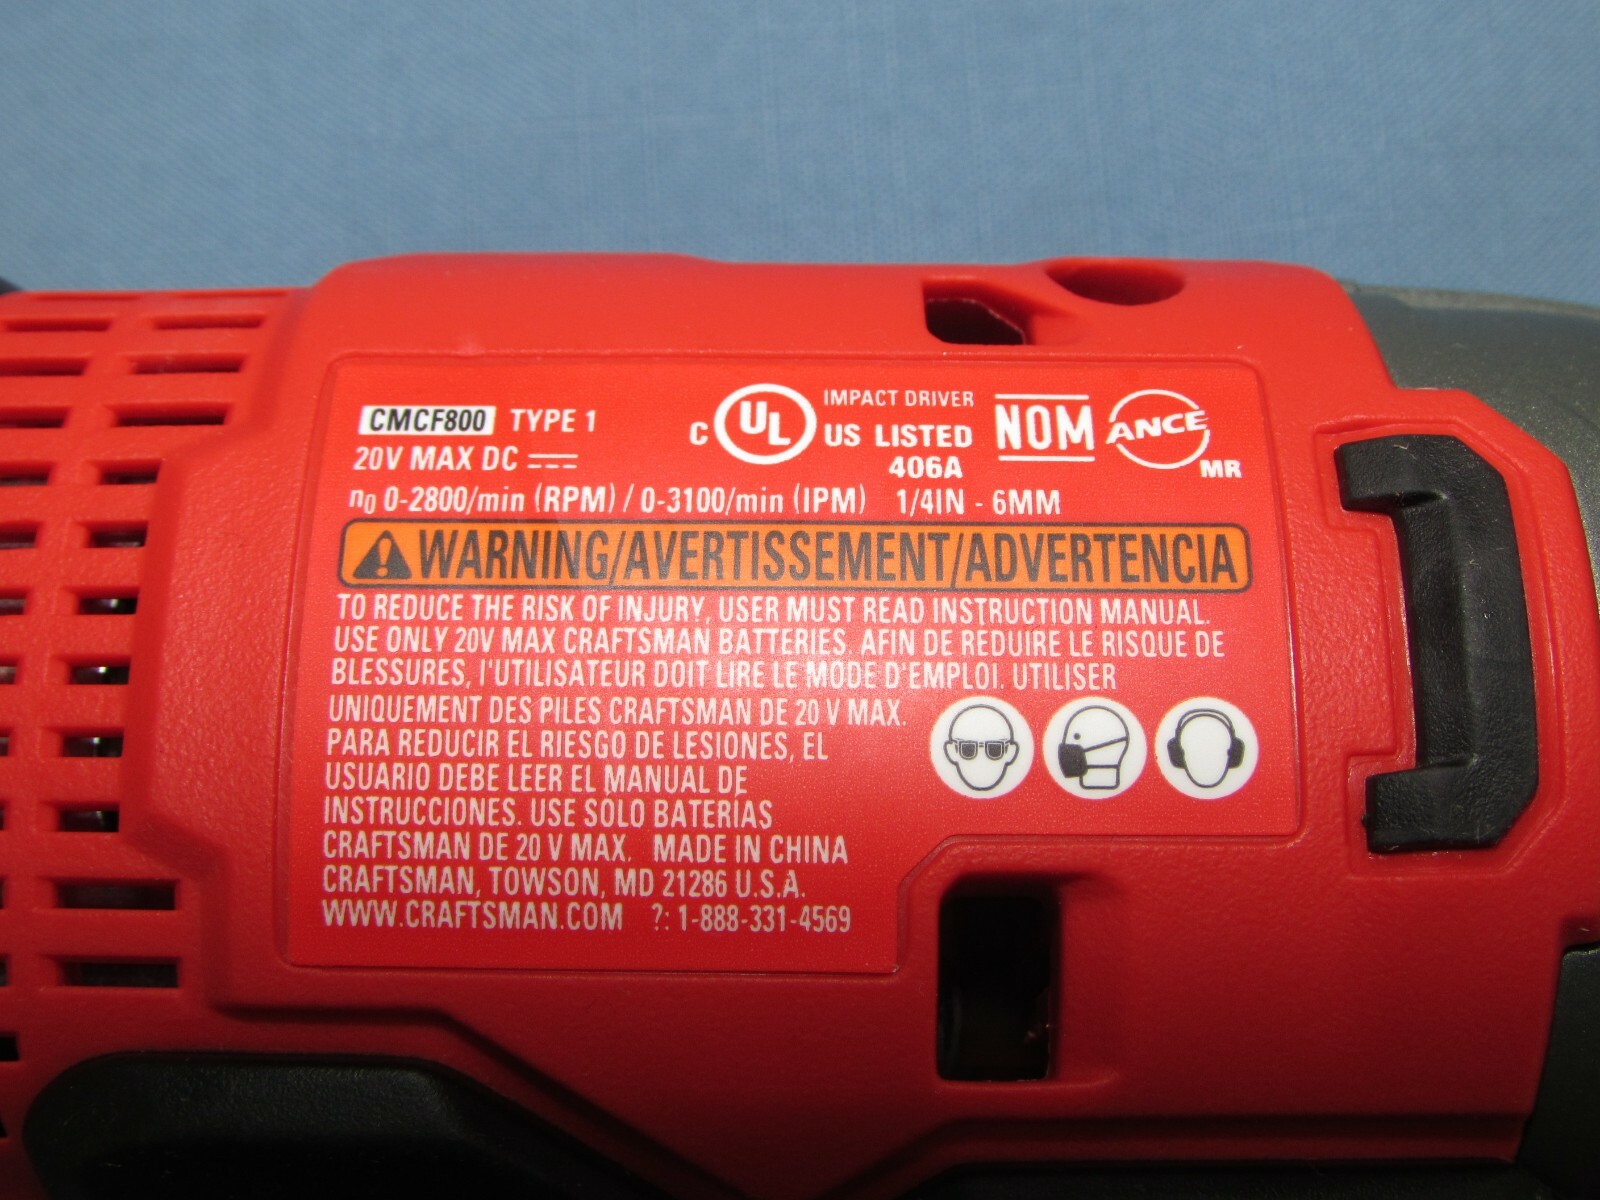 CMCF800 TYPE 1
20V MAX DC
C UL US IMPACT DRIVER LISTED 406A
NOM ANCE MR
n0 0-2800/min (RPM) / 0-3100/min (IPM) 1/4IN - 6MM
WARNING/AVERTISSEMENT/ADVERTENCIA
TO REDUCE THE RISK OF INJURY, USER MUST READ INSTRUCTION MANUAL.
USE ONLY 20V MAX CRAFTSMAN BATTERIES. AFIN DE REDUIRE LE RISQUE DE
BLESSURES, l'UTILISATEUR DOIT LIRE LE MODE D'EMPLOI. UTILISER
UNIQUEMENT DES PILES CRAFTSMAN DE 20 V MAX.
PARA REDUCIR EL RIESGO DE LESIONES, EL
USUARIO DEBE LEER EL MANUAL DE
INSTRUCCIONES. USE SÓLO BATERÍAS
CRAFTSMAN DE 20 V MAX. MADE IN CHINA
CRAFTSMAN, TOWSON, MD 21286 U.S.A.
WWW.CRAFTSMAN.COM ?: 1-888-331-4569